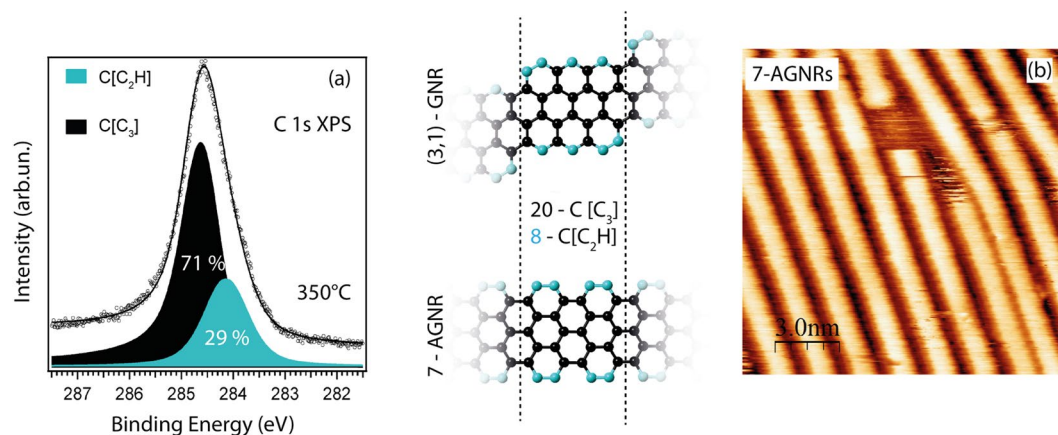 C[C₂H]
(a)
C[C₃]
C 1s XPS
71 %
350°C
29 %
Intensity (arb.un.)
287 286 285 284 283 282
Binding Energy (eV)
(3,1) - GNR
20 - C [C₃]
8 - C[C₂H]
7 - AGNR
7-AGNRs
(b)
3.0nm